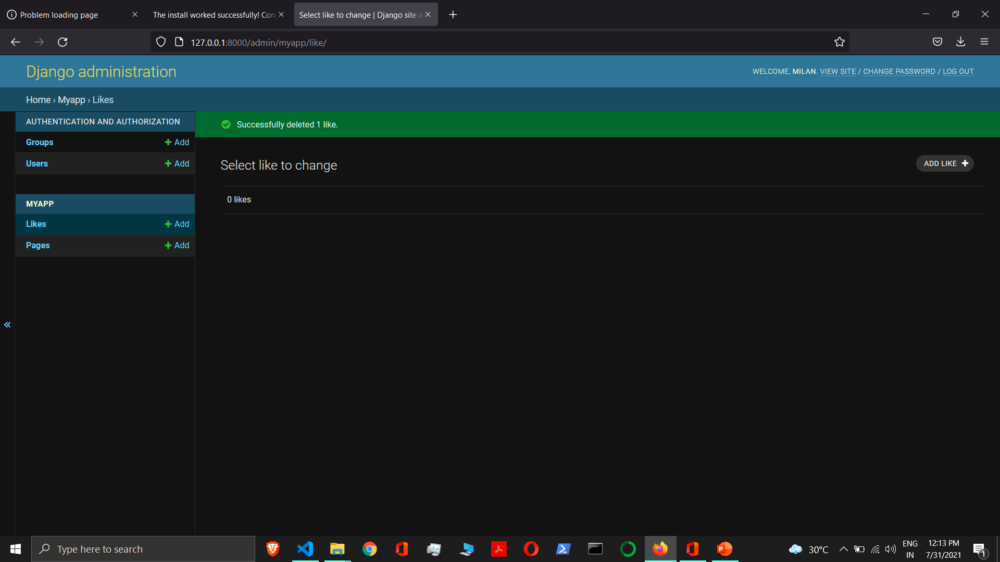 Problem loading page
The install worked successfully! Con
Select like to change | Django site a
127.0.0.1:8000/admin/myapp/like/
Django administration
WELCOME, MILAN. VIEW SITE / CHANGE PASSWORD / LOG OUT
Home › Myapp › Likes
AUTHENTICATION AND AUTHORIZATION
Groups + Add
Users + Add
MYAPP
Likes + Add
Pages + Add
«
Successfully deleted 1 like.
Select like to change
ADD LIKE +
0 likes
Type here to search
30°C
ENG
IN
12:13 PM
7/31/2021
1